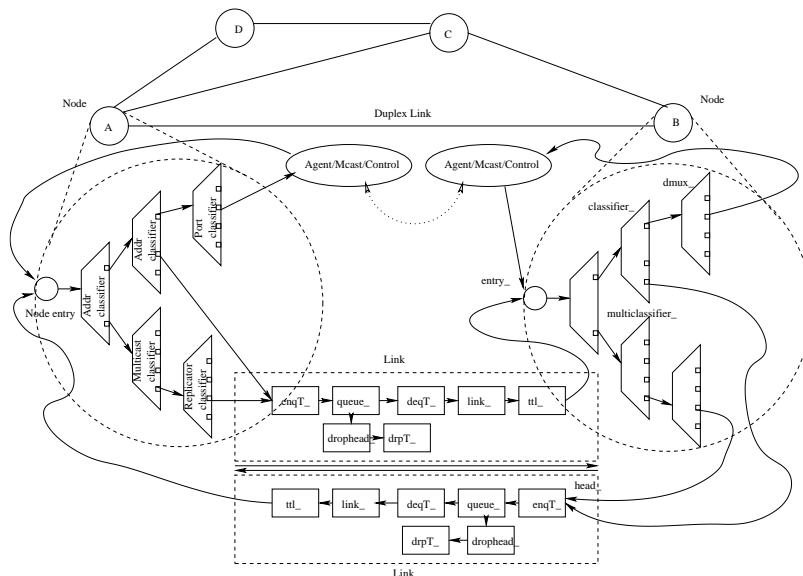 D
C
Node
Node
A
Duplex Link
B
Agent/Mcast/Control
Agent/Mcast/Control
dmux_
classifier_
Port
classifier
Addr
classifier
Addr
classifier
entry_
Node entry
multiclassifier_
Multicast
classifier
Replicator
classifier
Link
enqT_
queue_
deqT_
link_
ttl_
drophead_
drpT_
head_
ttl_
link_
deqT_
queue_
enqT_
drpT_
drophead_
Link